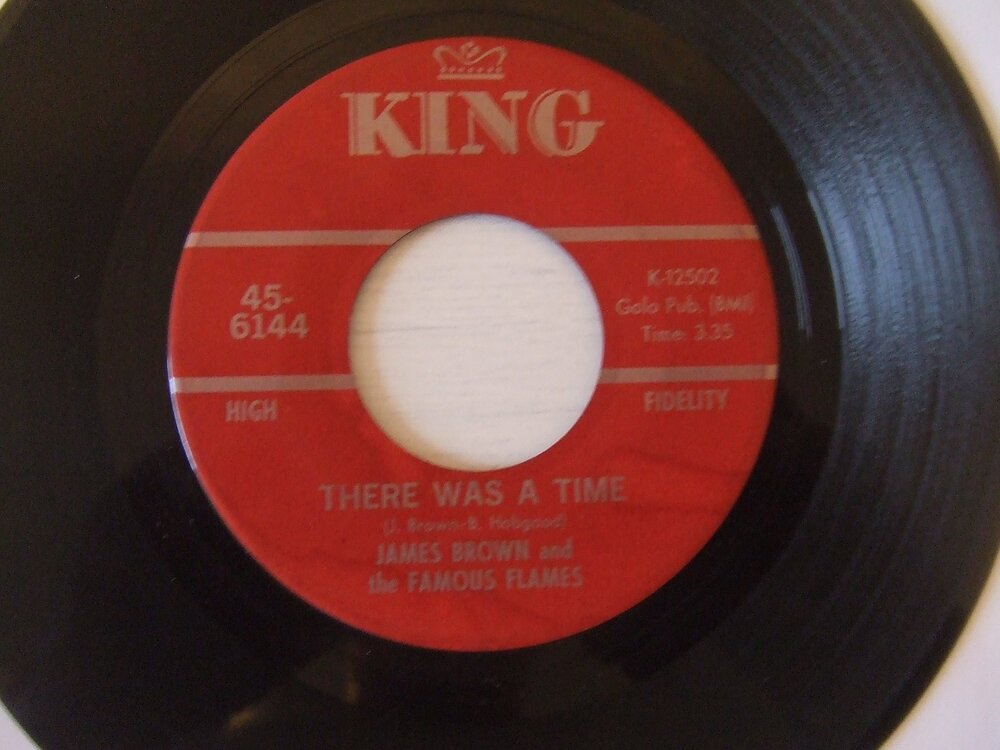 KING
45-
6144
K-12502
Golo Pub. (BMI)
Time: 3.35
HIGH
FIDELITY
THERE WAS A TIME
(J. Brown-B. Hobgood)
JAMES BROWN and
the FAMOUS FLAMES